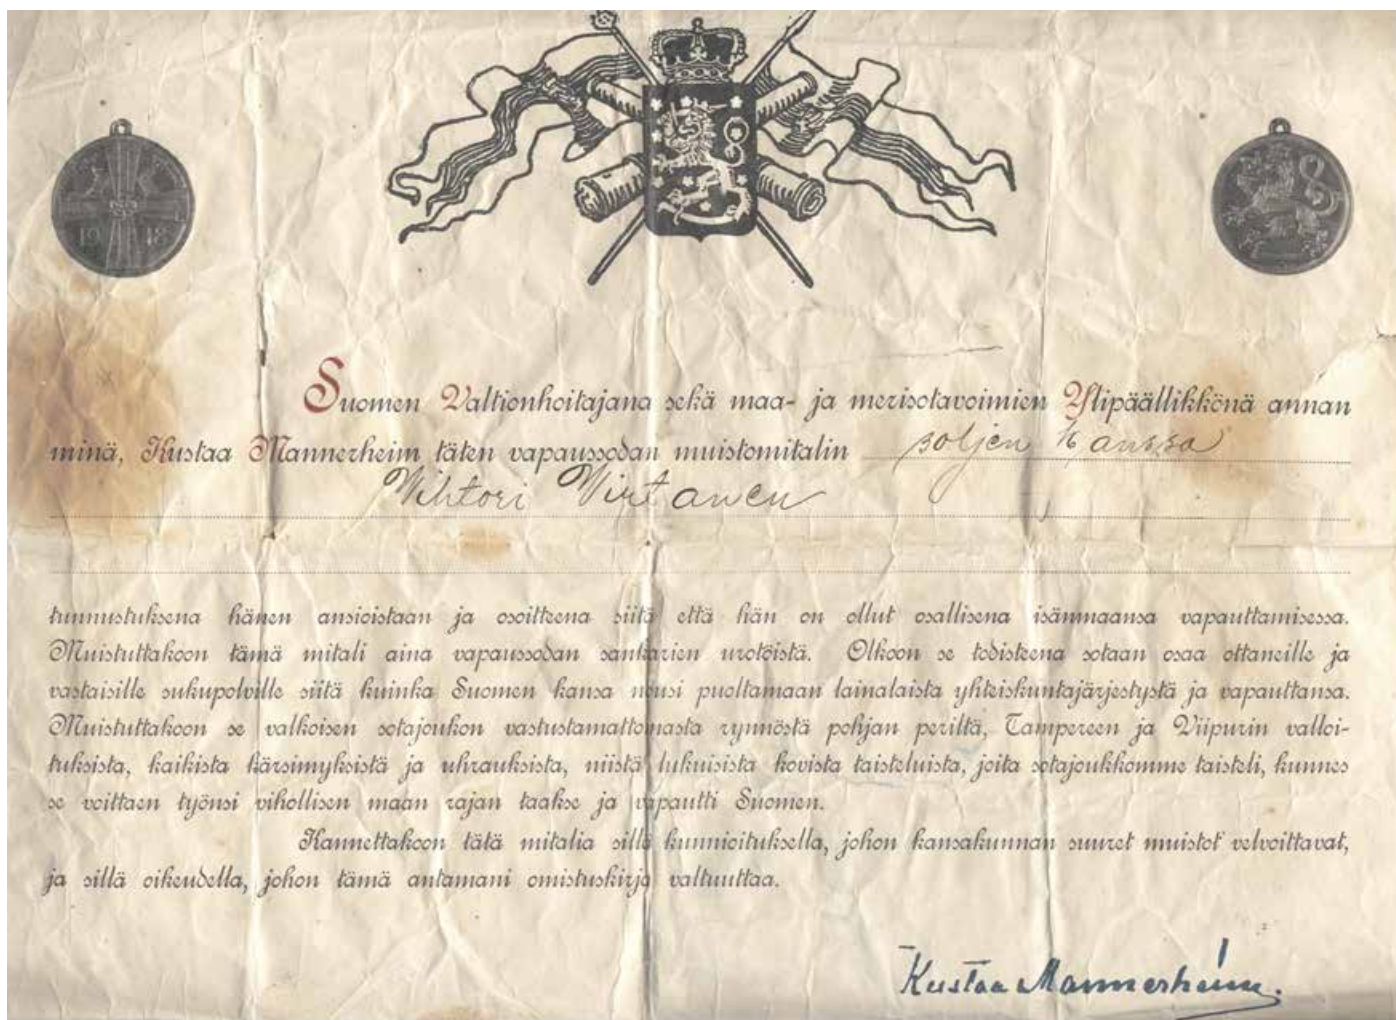 19 18
Suomen Valtionhoitajana sekä maa- ja merisotavoimien Ylipäällikkönä annan
minä, Kustaa Mannerheim täten vapaussodan muistomitalin soljen kanssa
Vihtori Virtanen
tunnustuksena hänen ansioistaan ja osoitteena siitä että hän on ollut osallisena isänmaansa vapauttamisessa.
Muistuttakoon tämä mitali aina vapaussodan sankarien urotöistä. Olkoon se todisteena sotaan osaa ottaneille ja
vastaisille sukupolville siitä kuinka Suomen kansa nousi puoltamaan lainalaista yhteiskuntajärjestystä ja vapauttansa.
Muistuttakoon se valkoisen sotajoukon vastustamattomasta rynnöstä pohjan periltä, Tampereen ja Viipurin valloi-
tuksista, kaikista kärsimyksistä ja uhrauksista, niistä lukuisista kovista taisteluista, joita sotajoukkomme taisteli, kunnes
se voittaen työnsi vihollisen maan rajan taakse ja vapautti Suomen.
Kannettakoon tätä mitalia sillä kunnioituksella, johon kansakunnan suuret muistot velvoittavat,
ja sillä oikeudella, johon tämä antamani omistuskirja valtuuttaa.
Kustaa Mannerheim.